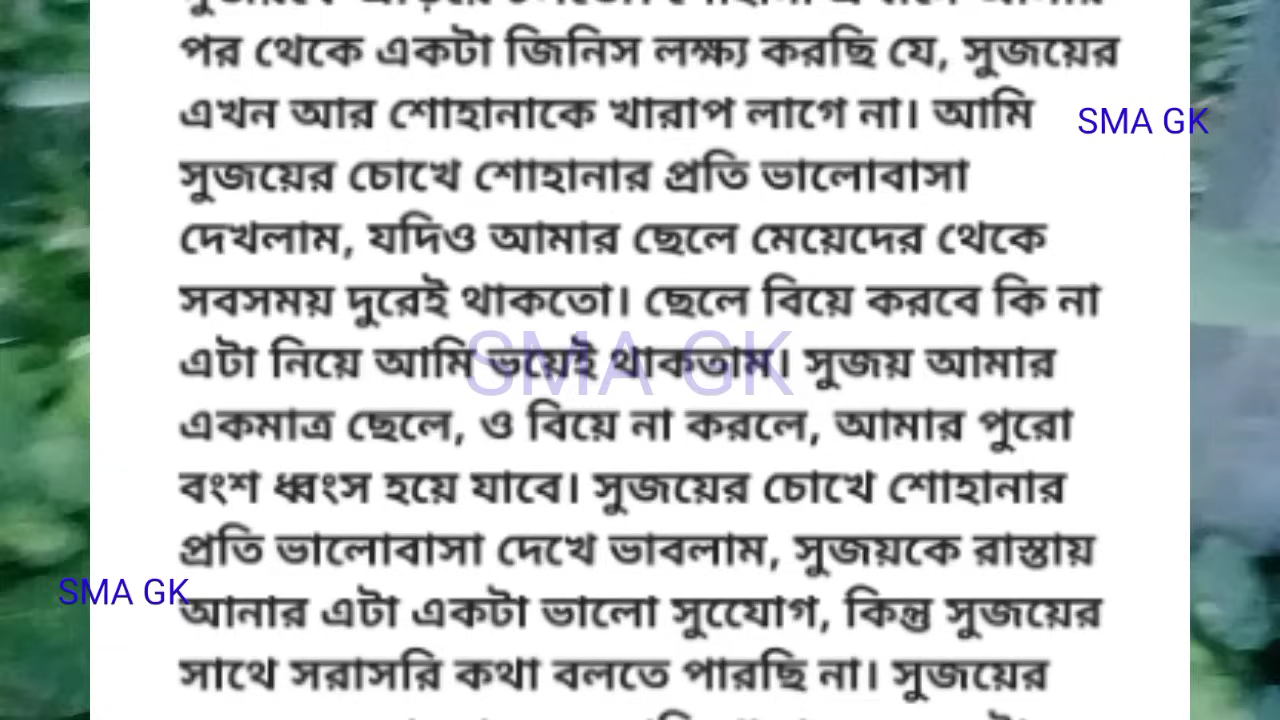 পর থেকে একটা জিনিস লক্ষ্য করছি যে, সুজয়ের
এখন আর শোহানাকে খারাপ লাগে না। আমি
SMA GK
সুজয়ের চোখে শোহানার প্রতি ভালোবাসা
দেখলাম, যদিও আমার ছেলে মেয়েদের থেকে
সবসময় দুরেই থাকতো। ছেলে বিয়ে করবে কি না
এটা নিয়ে আমি ভয়েই থাকতাম। সুজয় আমার
SMA GK
একমাত্র ছেলে, ও বিয়ে না করলে, আমার পুরো
বংশ ধ্বংস হয়ে যাবে। সুজয়ের চোখে শোহানার
প্রতি ভালোবাসা দেখে ভাবলাম, সুজয়কে রাস্তায়
SMA GK
আনার এটা একটা ভালো সুযোেগ, কিন্তু সুজয়ের
সাথে সরাসরি কথা বলতে পারছি না। সুজয়ের